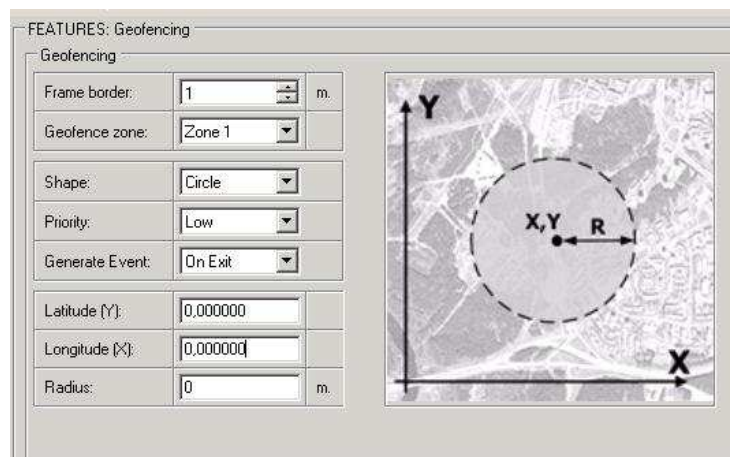 FEATURES: Geofencing
Geofencing
Frame border: 1 m.
Geofence zone: Zone 1
Shape: Circle
Priority: Low
Generate Event: On Exit
Latitude (Y): 0,000000
Longitude (X): 0,000000
Radius: 0 m.
Y
X,Y R
X